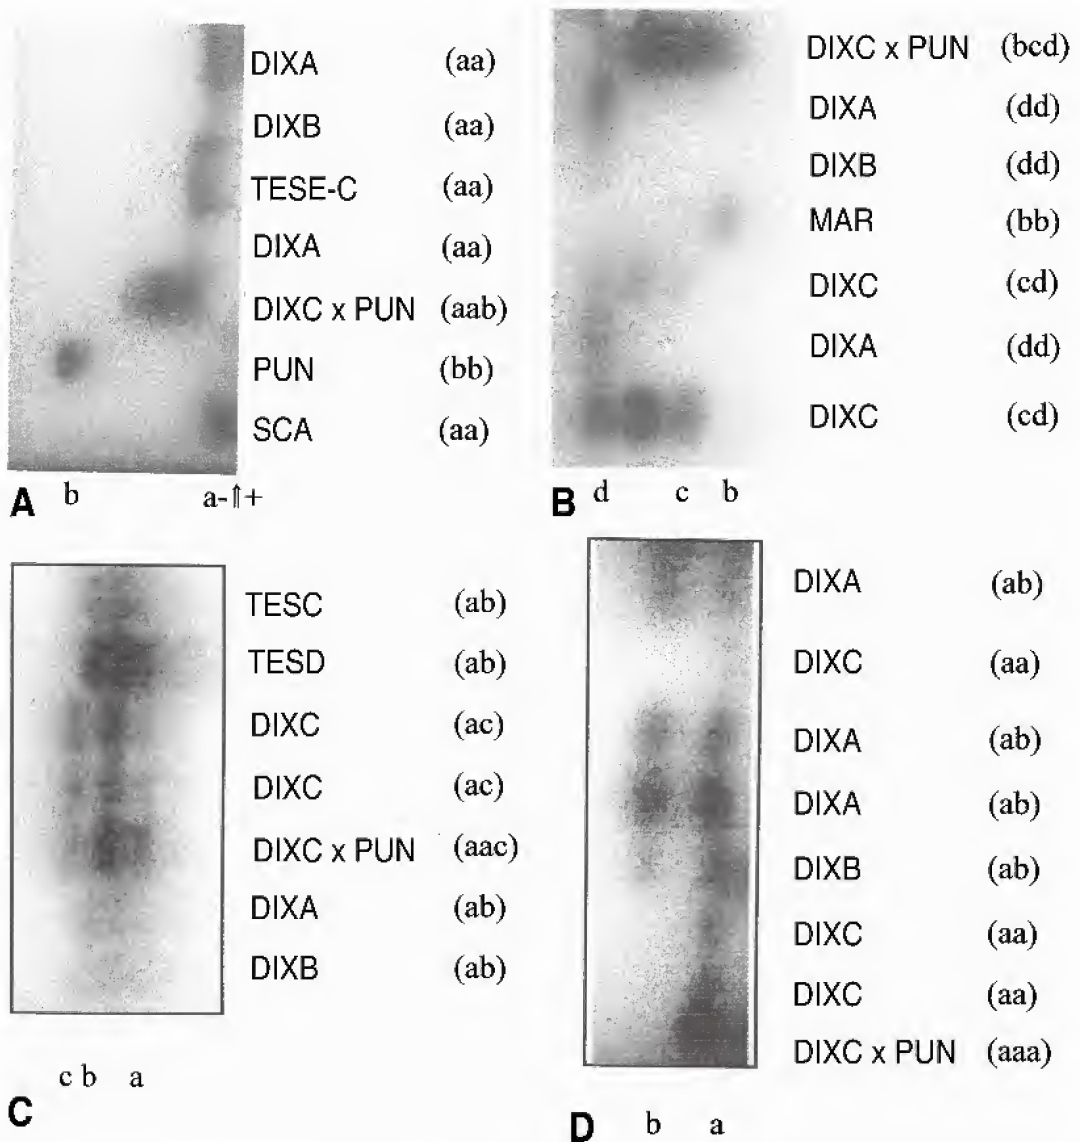 DIXA (aa)
DIXB (aa)
TESE-C (aa)
DIXA (aa)
DIXC x PUN (aab)
PUN (bb)
SCA (aa)
A b a-⇑+
DIXC x PUN (bcd)
DIXA (dd)
DIXB (dd)
MAR (bb)
DIXC (cd)
DIXA (dd)
DIXC (cd)
B d c b
TESC (ab)
TESD (ab)
DIXC (ac)
DIXC (ac)
DIXC x PUN (aac)
DIXA (ab)
DIXB (ab)
c b a
C
DIXA (ab)
DIXC (aa)
DIXA (ab)
DIXA (ab)
DIXB (ab)
DIXC (aa)
DIXC (aa)
DIXC x PUN (aaa)
D b a